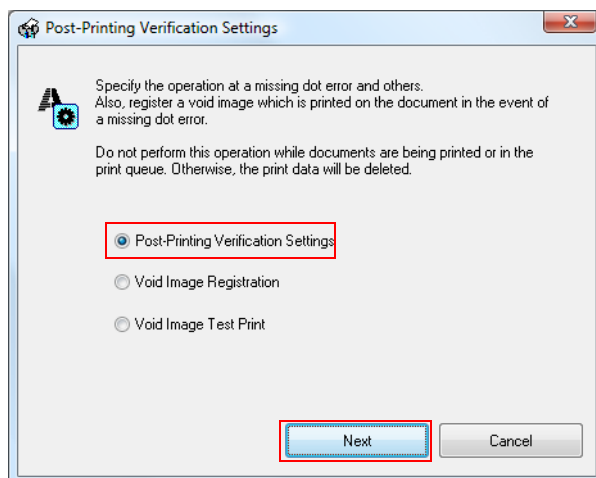 Post-Printing Verification Settings
Specify the operation at a missing dot error and others.
Also, register a void image which is printed on the document in the event of
a missing dot error.
Do not perform this operation while documents are being printed or in the
print queue. Otherwise, the print data will be deleted.
Post-Printing Verification Settings
Void Image Registration
Void Image Test Print
Next
Cancel